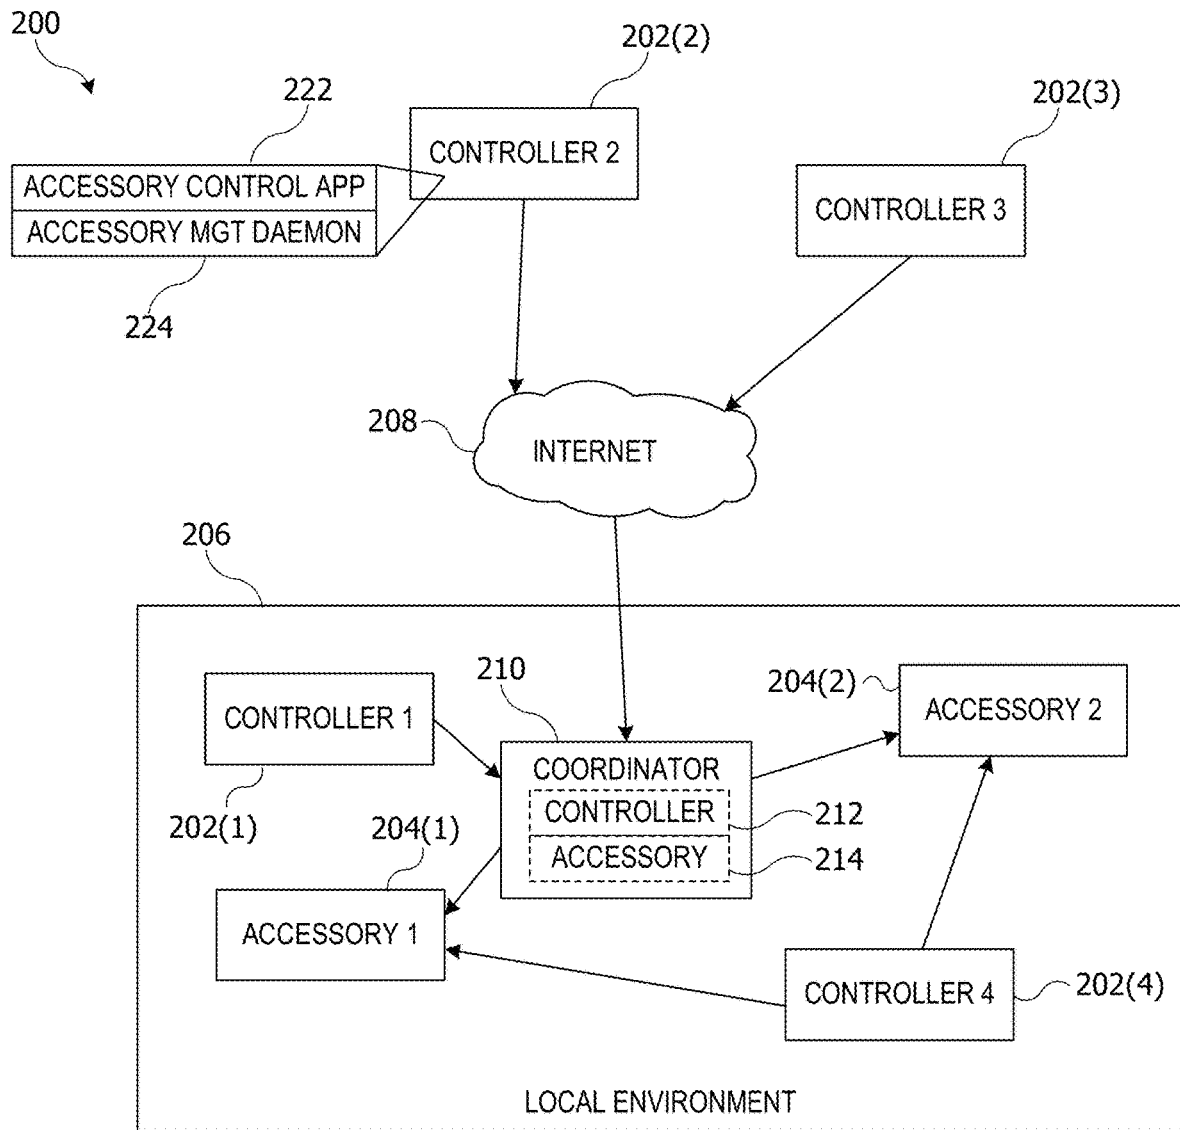 200
202(2)
202(3)
222
CONTROLLER 2
ACCESSORY CONTROL APP
ACCESSORY MGT DAEMON
CONTROLLER 3
224
208
INTERNET
206
210
204(2)
CONTROLLER 1
ACCESSORY 2
COORDINATOR
CONTROLLER
212
202(1)
204(1)
ACCESSORY
214
ACCESSORY 1
CONTROLLER 4
202(4)
LOCAL ENVIRONMENT